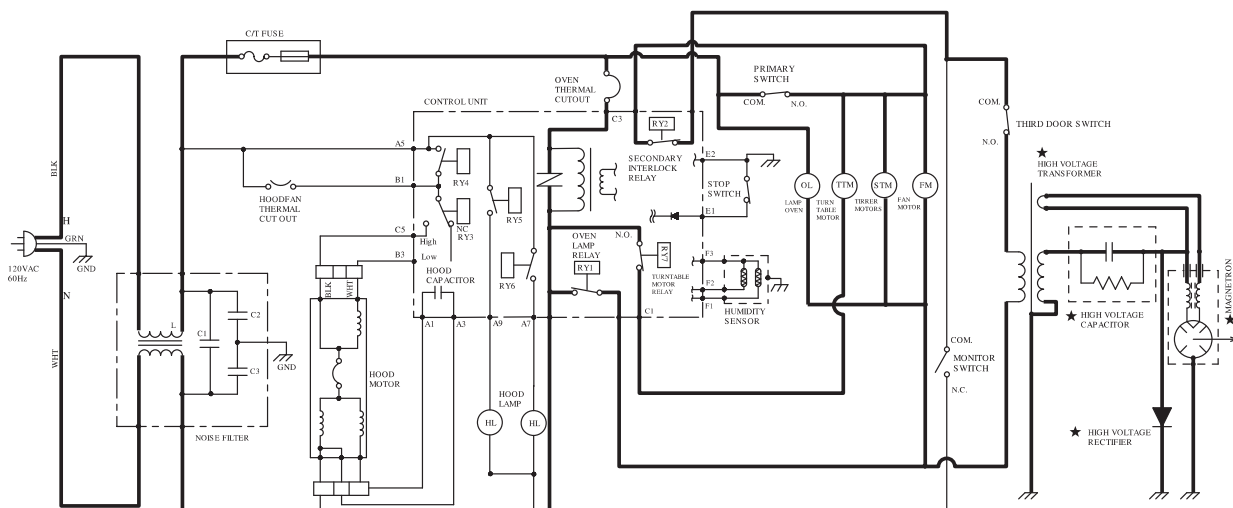 C/T FUSE
OVEN
THERMAL
CUTOUT
PRIMARY
SWITCH
COM.
N.O.
CONTROL UNIT
C3
RY2
COM.
THIRD DOOR SWITCH
N.O.
A5
RY4
SECONDARY
INTERLOCK
RELAY
E2
STOP
SWITCH
E1
HIGH VOLTAGE
TRANSFORMER
BLK
B1
HOODFAN
THERMAL
CUT OUT
NC
RY3
RY5
OL
TTM
STM
FM
LAMP
OVEN
TURN
TABLE
MOTOR
TIRRER
MOTORS
FAN
MOTOR
H
GRN
GND
120VAC
60Hz
N
C5
High
Low
B3
HOOD
CAPACITOR
RY6
OVEN
LAMP
RELAY
RY1
N.O.
RY7
TURNTABLE
MOTOR
RELAY
F3
F2
F1
HUMIDITY
SENSOR
C1
BLK
WHT
A1
A3
A9
A7
L
C1
C2
C3
GND
WHT
NOISE FILTER
HOOD
MOTOR
HOOD
LAMP
HL
HL
COM.
MONITOR
SWITCH
N.C.
HIGH VOLTAGE
CAPACITOR
MAGNETRON
HIGH VOLTAGE
RECTIFIER